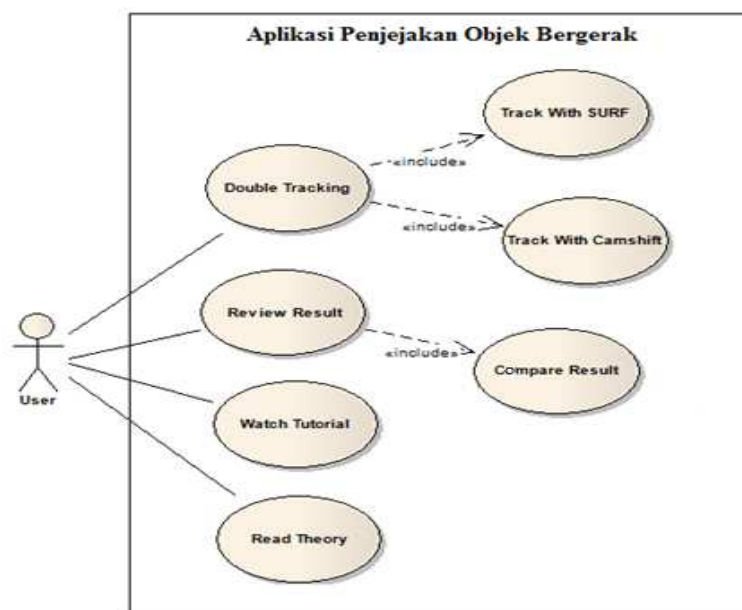 Aplikasi Penjejakan Objek Bergerak
Track With SURF
«include»
Double Tracking
«include»
Track With Camshift
Review Result
«include»
Compare Result
User
Watch Tutorial
Read Theory